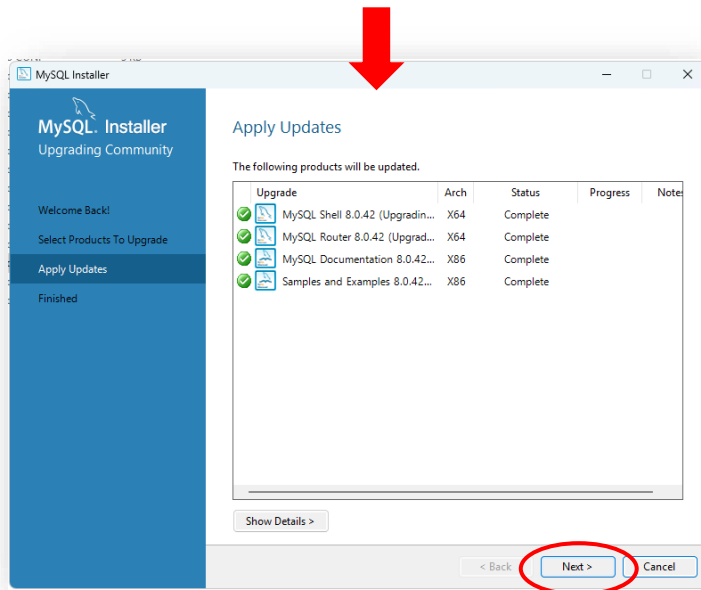 MySQL Installer
MySQL. Installer
Upgrading Community
Welcome Back!
Select Products To Upgrade
Apply Updates
Finished
Apply Updates
The following products will be updated.
Upgrade Arch Status Progress Notes
MySQL Shell 8.0.42 (Upgradin... X64 Complete
MySQL Router 8.0.42 (Upgrad... X64 Complete
MySQL Documentation 8.0.42... X86 Complete
Samples and Examples 8.0.42... X86 Complete
Show Details >
< Back Next > Cancel